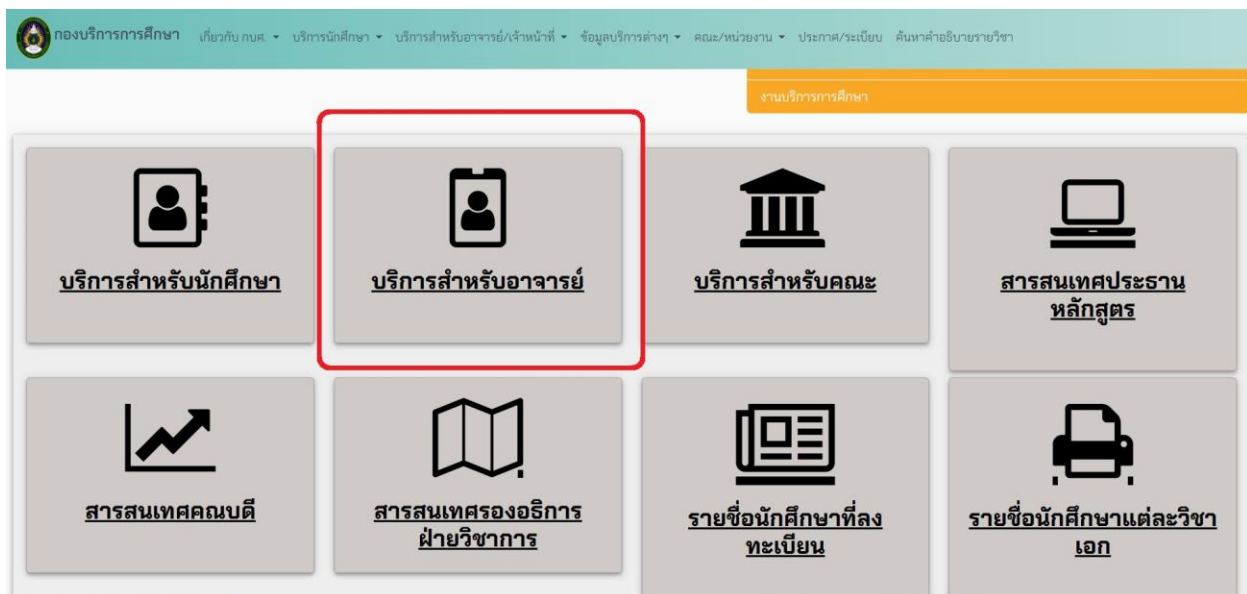 กองบริการการศึกษา เกี่ยวกับ กบศ. บริการนักศึกษา บริการสำหรับอาจารย์/เจ้าหน้าที่ ข้อมูลบริการต่างๆ คณะ/หน่วยงาน ประกาศ/ระเบียบ ค้นหาคำอธิบายรายวิชา
งานบริการการศึกษา
บริการสำหรับนักศึกษา
บริการสำหรับอาจารย์
บริการสำหรับคณะ
สารสนเทศประธาน
หลักสูตร
สารสนเทศคณบดี
สารสนเทศรองอธิการ
ฝ่ายวิชาการ
รายชื่อนักศึกษาที่ลง
ทะเบียน
รายชื่อนักศึกษาแต่ละวิชา
เอก